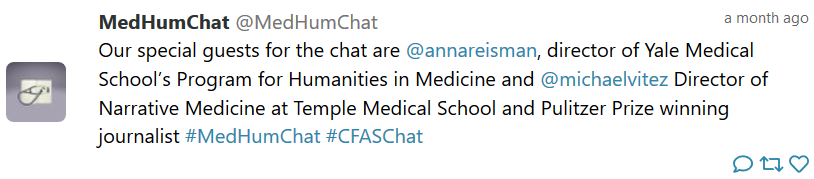 MedHumChat @MedHumChat a month ago
Our special guests for the chat are @annareisman, director of Yale Medical
School’s Program for Humanities in Medicine and @michaelvitez Director of
Narrative Medicine at Temple Medical School and Pulitzer Prize winning
journalist #MedHumChat #CFASChat